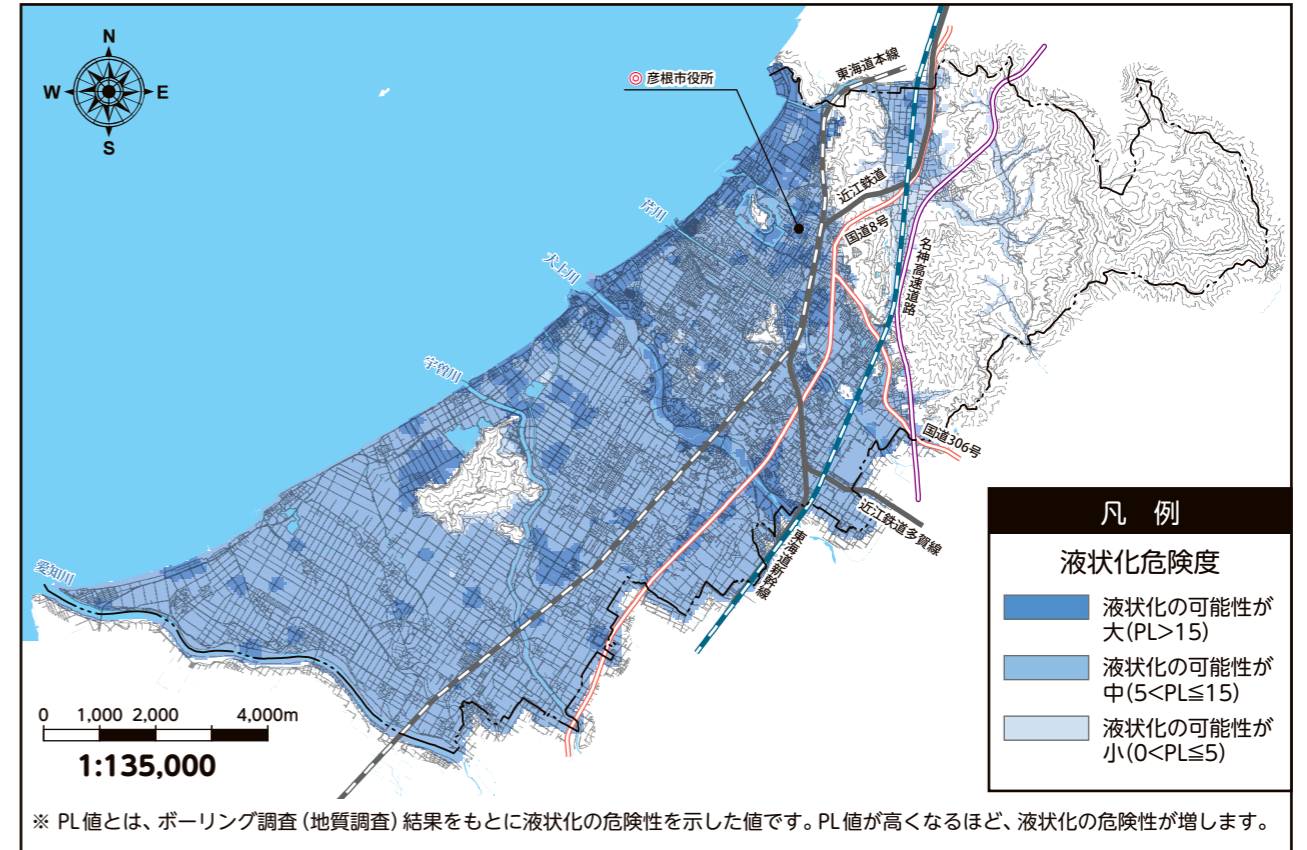 N
W
E
S
彦根市役所
東海道本線
近江鉄道
国道8号
芹川
犬上川
名神高速道路
宇曽川
国道306号
近江鉄道多賀線
東海道新幹線
愛知川
凡 例
液状化危険度
液状化の可能性が
大(PL>15)
液状化の可能性が
中(5<PL≦15)
液状化の可能性が
小(0<PL≦5)
0 1,000 2,000 4,000m
1:135,000
※ PL値とは、ボーリング調査(地質調査)結果をもとに液状化の危険性を示した値です。PL値が高くなるほど、液状化の危険性が増します。